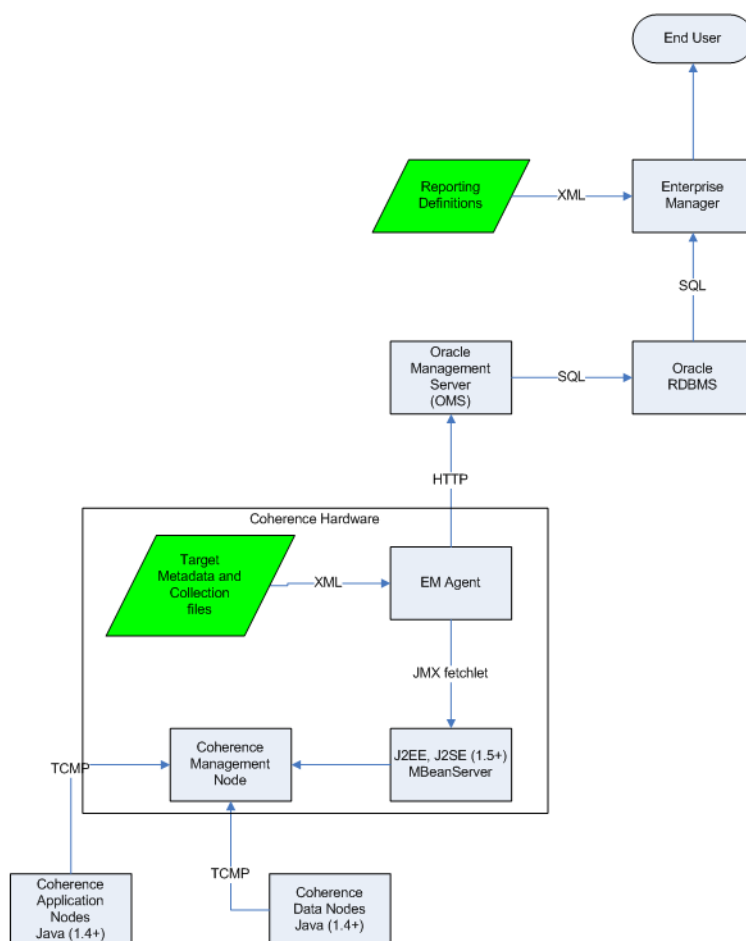 End User
Reporting
Definitions
XML
Enterprise
Manager
SQL
Oracle
Management
Server
(OMS)
SQL
Oracle
RDBMS
HTTP
Coherence Hardware
Target
Metadata and
Collection
files
XML
EM Agent
JMX fetchlet
Coherence
Management
Node
J2EE, J2SE (1.5+)
MBeanServer
TCMP
TCMP
Coherence
Application
Nodes
Java (1.4+)
Coherence
Data Nodes
Java (1.4+)